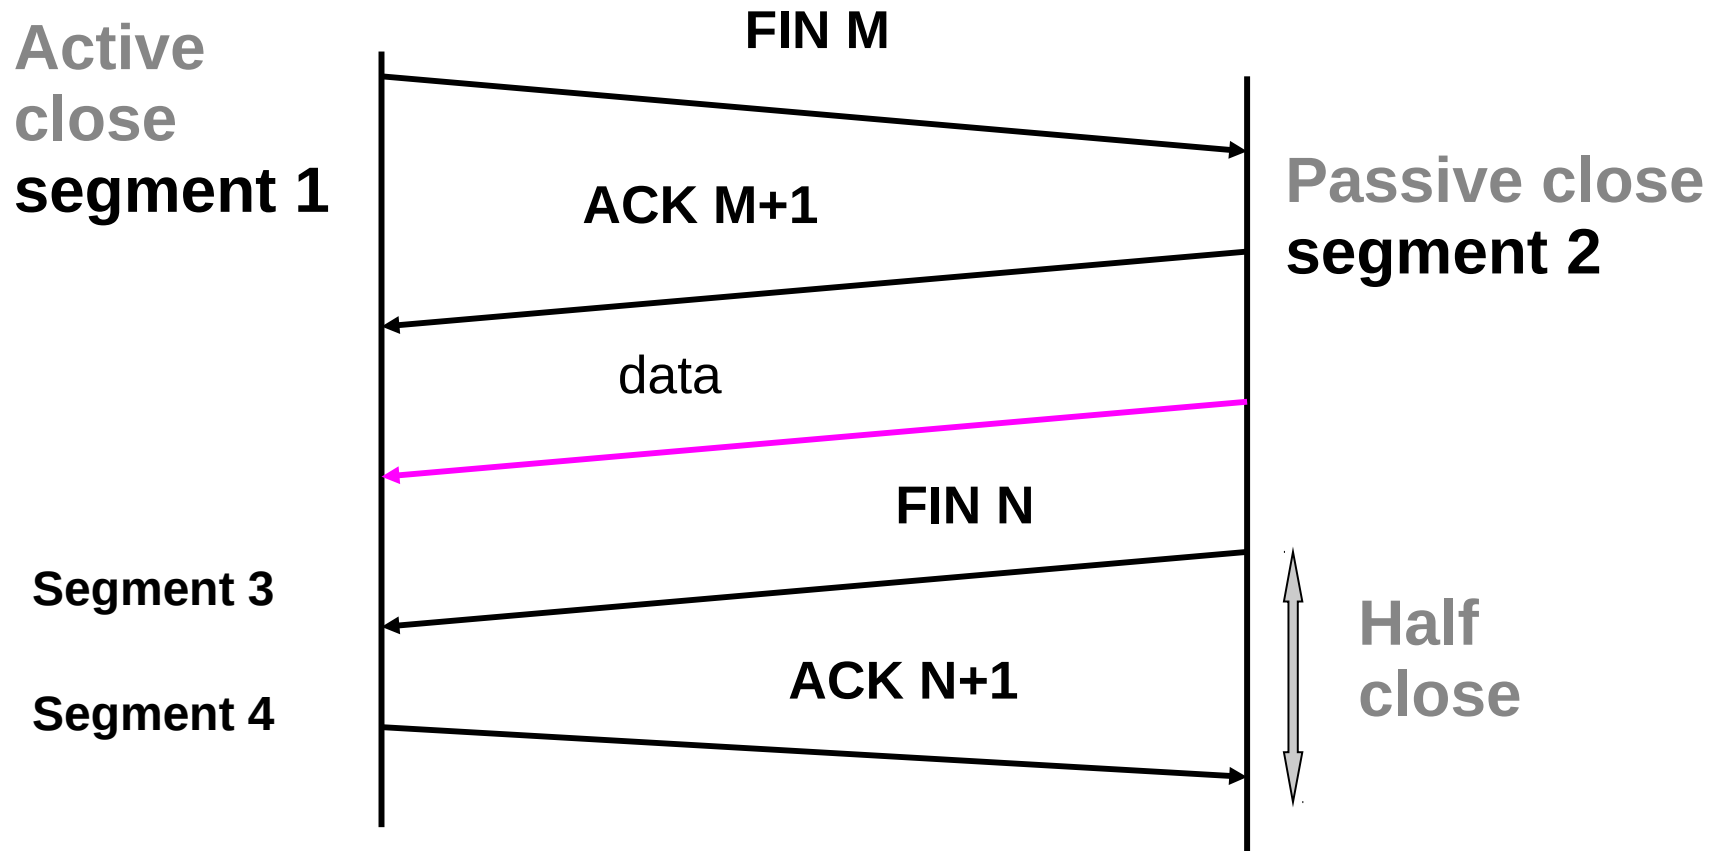 FIN M
Active
close
segment 1
ACK M+1
Passive close
segment 2
data
FIN N
Segment 3
Half
close
ACK N+1
Segment 4